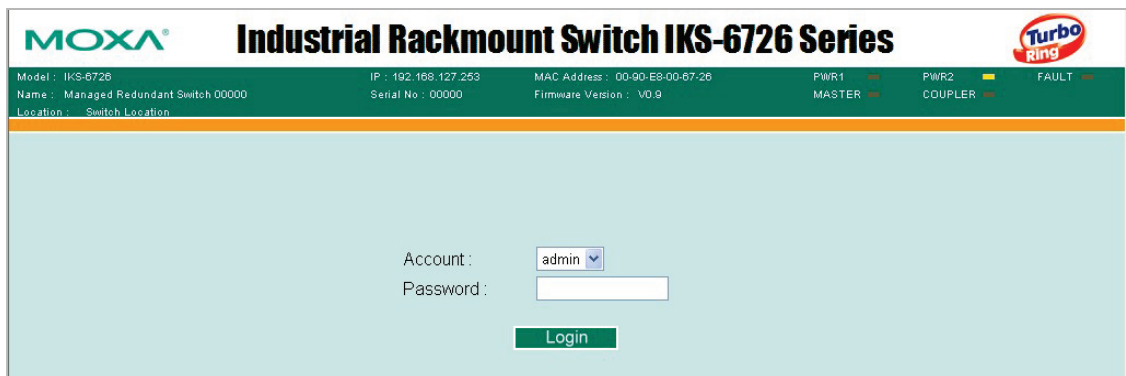 MOXA® Industrial Rackmount Switch IKS-6726 Series Turbo Ring
Model : IKS-6726 IP : 192.168.127.253 MAC Address : 00-90-E8-00-67-26 PWR1 PWR2 FAULT
Name : Managed Redundant Switch 00000 Serial No : 00000 Firmware Version : V0.9 MASTER COUPLER
Location : Switch Location
Account : admin
Password :
Login